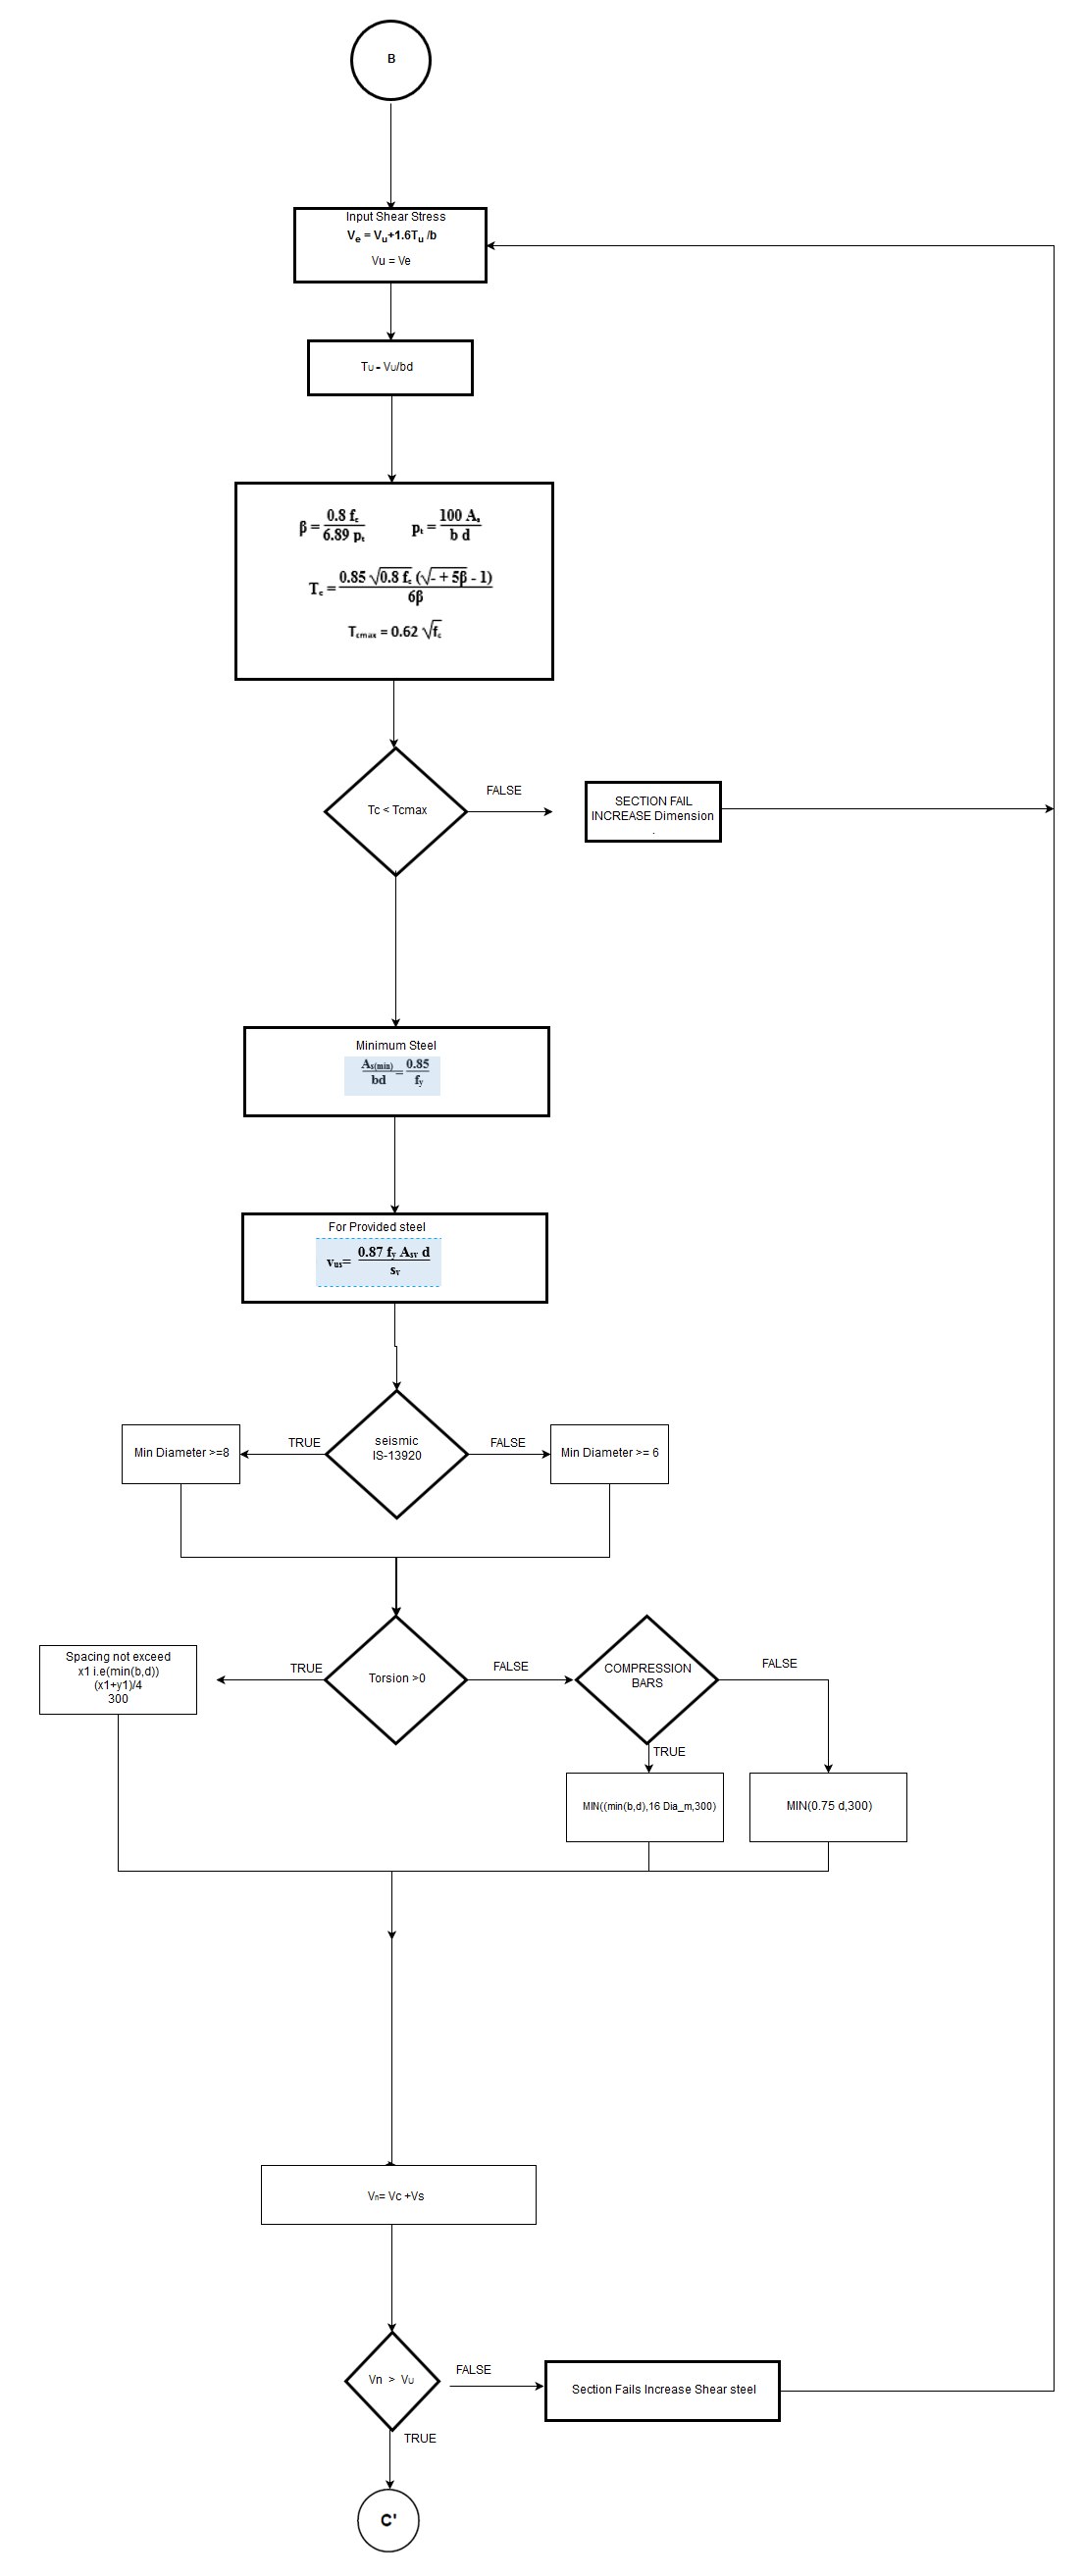 B
Input Shear Stress
Ve = Vu+1.6Tu /b
Vu = Ve
TU - VU/bd
β = 0.8 fc / 6.89 pt
pt = 100 As / b d
Tc = 0.85 √0.8 fc (√- + 5β - 1) / 6β
Tcmax = 0.62 √fc
Tc < Tcmax
FALSE
SECTION FAIL
INCREASE Dimension
.
Minimum Steel
As(min) / bd = 0.85 / fy
For Provided steel
vus= 0.87 fy Asv d / sv
seismic
IS-13920
TRUE
Min Diameter >=8
FALSE
Min Diameter >= 6
Torsion >0
TRUE
Spacing not exceed
x1 i.e(min(b,d))
(x1+y1)/4
300
FALSE
COMPRESSION
BARS
FALSE
TRUE
MIN((min(b,d),16 Dia_m,300)
MIN(0.75 d,300)
Vn= Vc +Vs
Vn > VU
FALSE
Section Fails Increase Shear steel
TRUE
C'